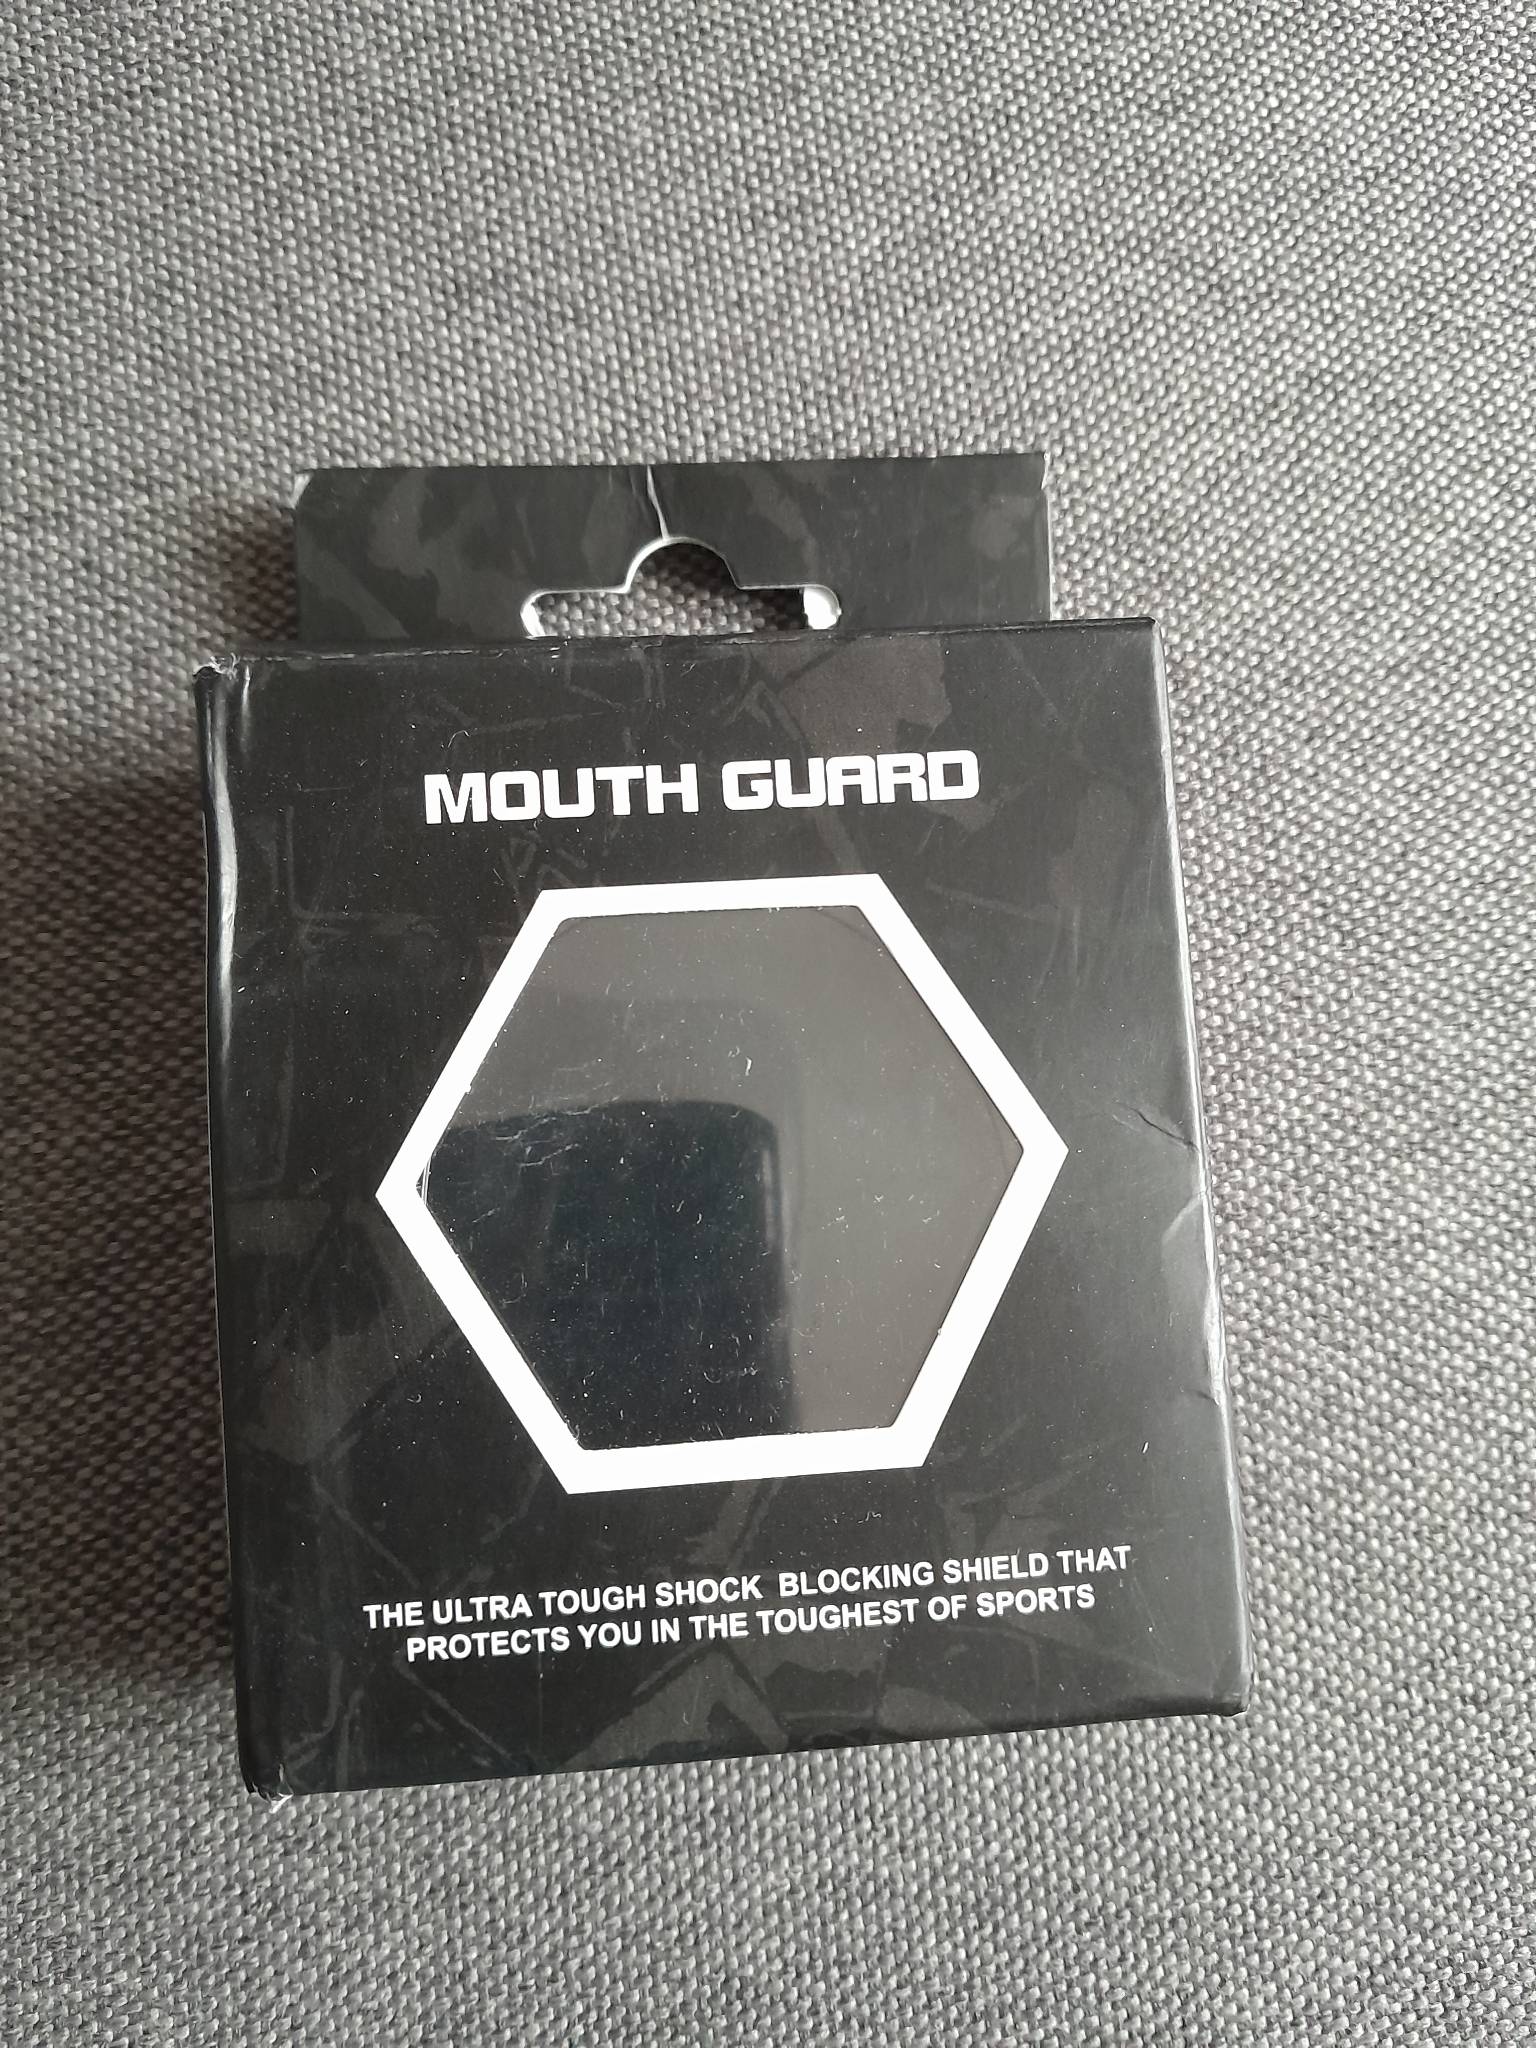 MOUTH GUARD
THE ULTRA TOUGH SHOCK BLOCKING SHIELD THAT
PROTECTS YOU IN THE TOUGHEST OF SPORTS